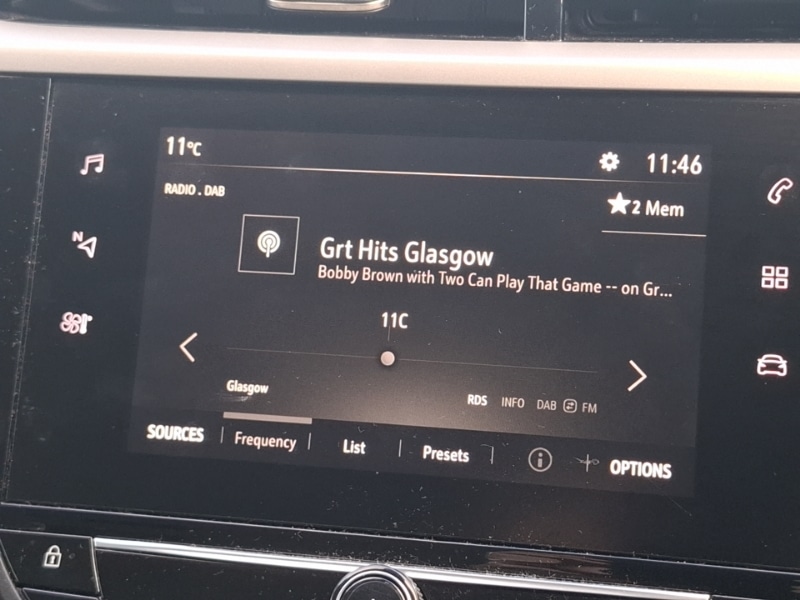 11°C 11:46
RADIO . DAB
★2 Mem
Grt Hits Glasgow
Bobby Brown with Two Can Play That Game -- on Gr...
11C
N
Glasgow
RDS INFO DAB FM
SOURCES Frequency List Presets OPTIONS